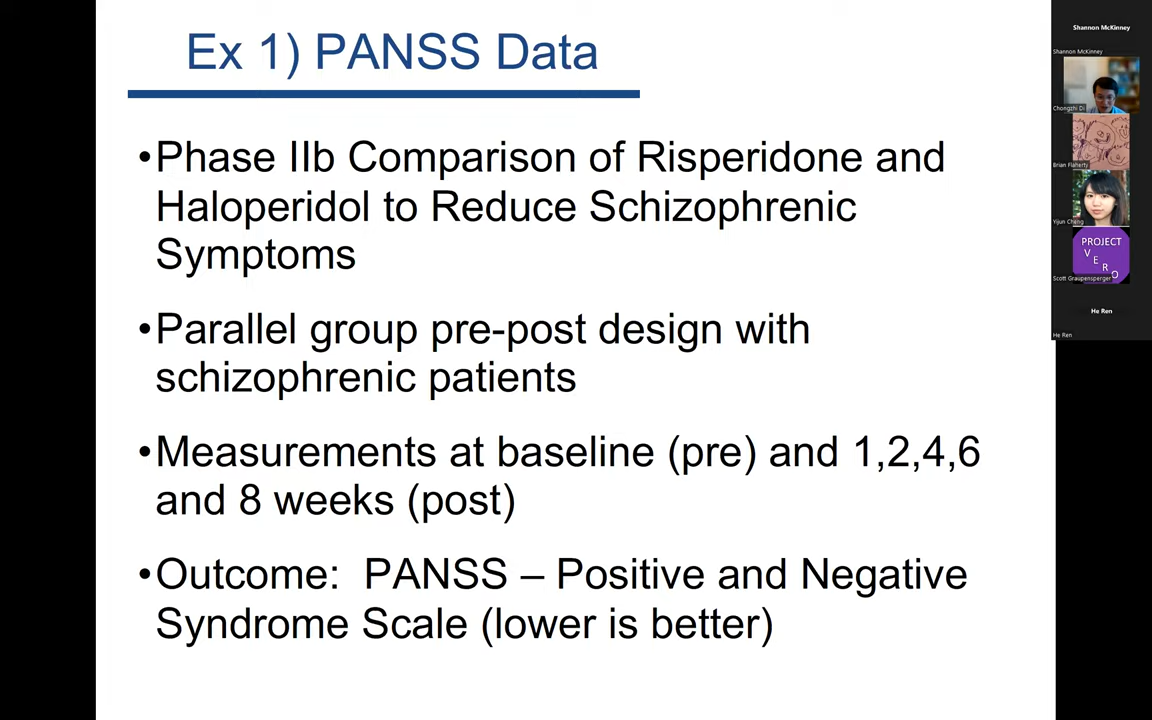 Ex 1) PANSS Data
•Phase IIb Comparison of Risperidone and
Haloperidol to Reduce Schizophrenic
Symptoms
•Parallel group pre-post design with
schizophrenic patients
•Measurements at baseline (pre) and 1,2,4,6
and 8 weeks (post)
•Outcome: PANSS – Positive and Negative
Syndrome Scale (lower is better)
Shannon McKinney
Shannon McKinney
Chongzhi Di
Brian Flaherty
Yijun Cheng
PROJECT
V
E
R
O
Scott Graupensperger
He Ren
He Ren